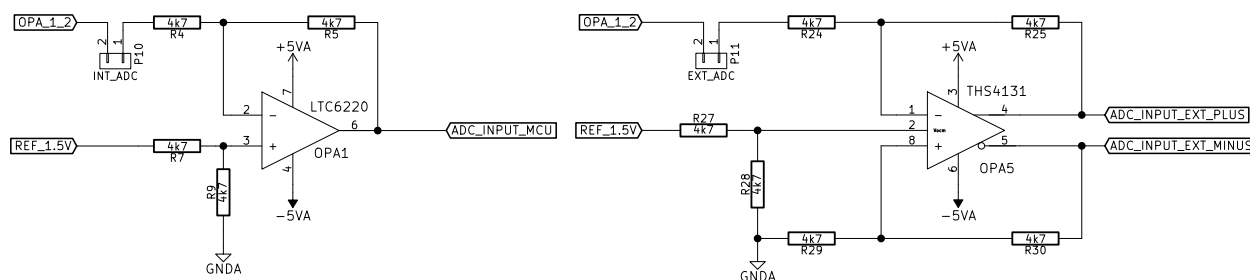 OPA_1_2
2
1
P10
INT_ADC
4k7
R4
4k7
R5
+5VA
7
LTC6220
2
-
6
ADC_INPUT_MCU
REF_1.5V
4k7
R7
3
+
OPA1
4
R9
4k7
-5VA
GNDA
OPA_1_2
2
1
P11
EXT_ADC
4k7
R24
4k7
R25
+5VA
3
THS4131
1
-
4
ADC_INPUT_EXT_PLUS
REF_1.5V
R27
4k7
2
Vocm
8
+
5
ADC_INPUT_EXT_MINUS
OPA5
6
R28
4k7
-5VA
4k7
R29
4k7
R30
GNDA